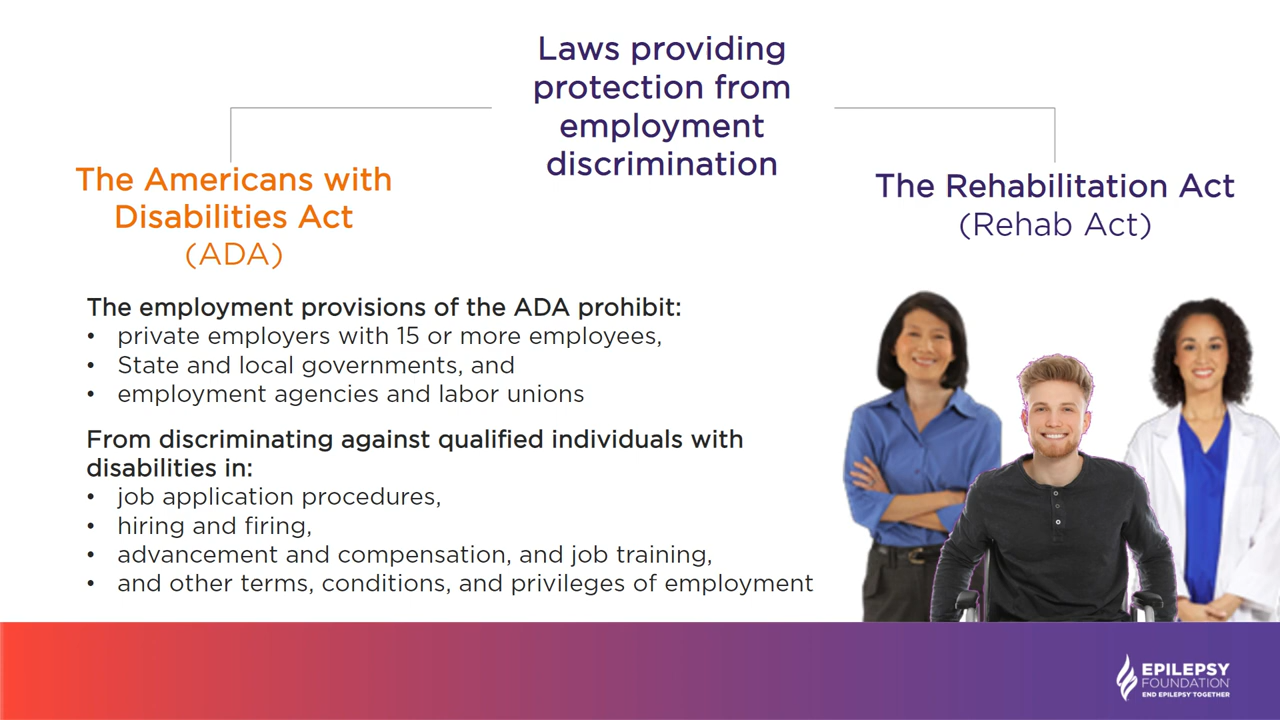 Laws providing
protection from
employment
discrimination
The Americans with
Disabilities Act
(ADA)
The Rehabilitation Act
(Rehab Act)
The employment provisions of the ADA prohibit:
• private employers with 15 or more employees,
• State and local governments, and
• employment agencies and labor unions
From discriminating against qualified individuals with
disabilities in:
• job application procedures,
• hiring and firing,
• advancement and compensation, and job training,
• and other terms, conditions, and privileges of employment
EPILEPSY
FOUNDATION
END EPILEPSY TOGETHER